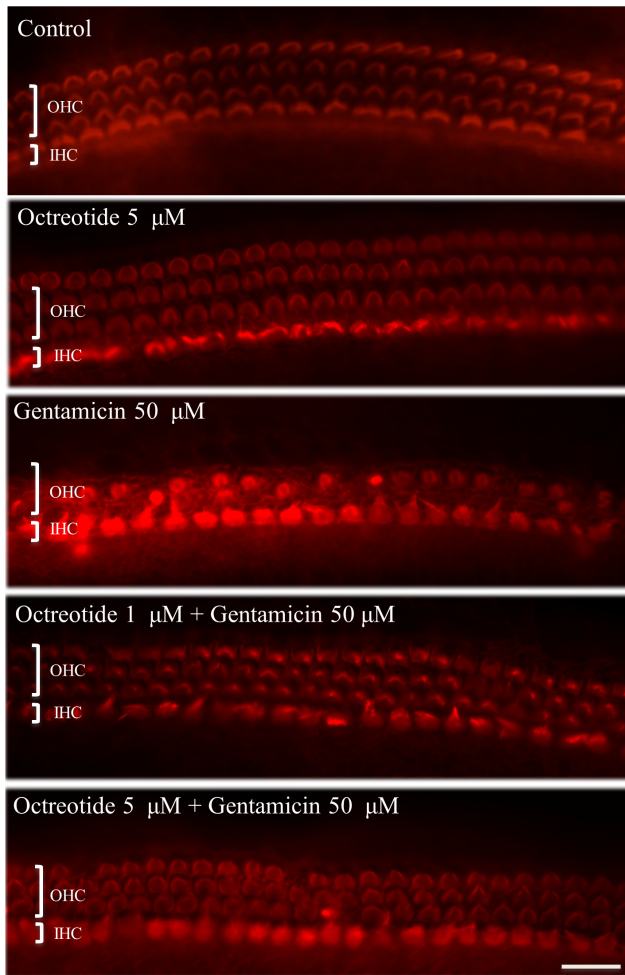 Control
OHC
IHC
Octreotide 5 μM
OHC
IHC
Gentamicin 50 μM
OHC
IHC
Octreotide 1 μM + Gentamicin 50 μM
OHC
IHC
Octreotide 5 μM + Gentamicin 50 μM
OHC
IHC